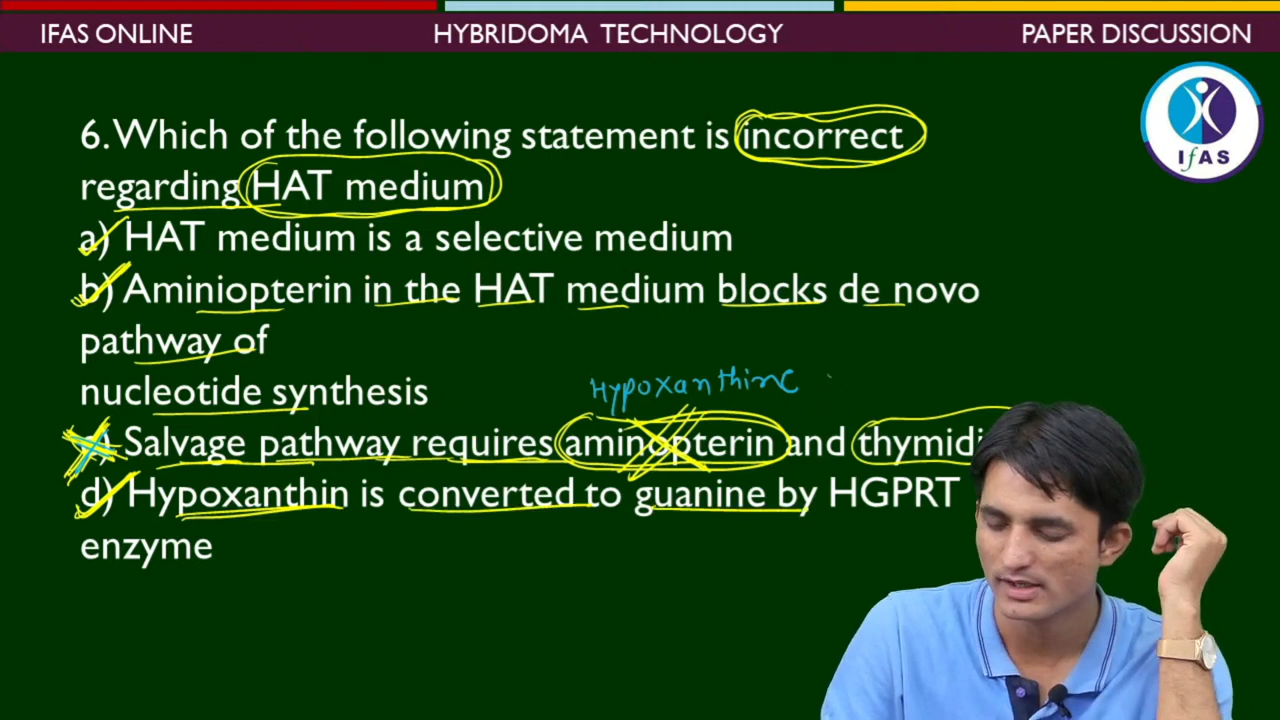 IFAS ONLINE HYBRIDOMA TECHNOLOGY PAPER DISCUSSION
IfAS
6. Which of the following statement is incorrect
regarding HAT medium
a) HAT medium is a selective medium
b) Aminiopterin in the HAT medium blocks de novo
pathway of
nucleotide synthesis
Hypoxanthine
c) Salvage pathway requires aminopterin and
d) Hypoxanthin is converted to guanine by HGPRT
enzyme